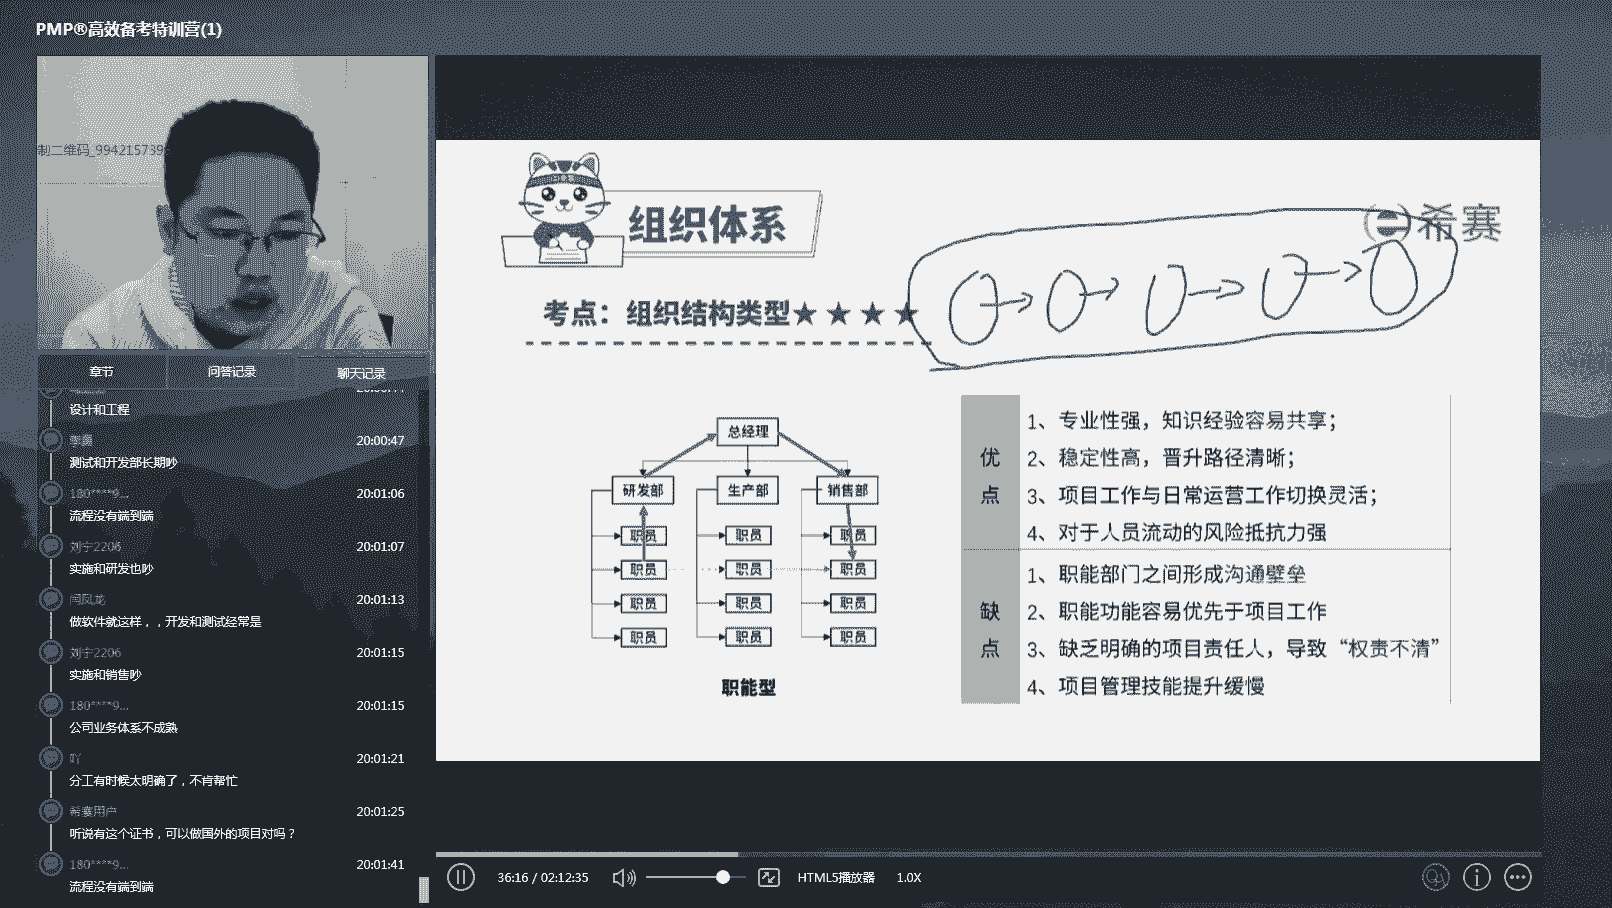 PMP®高效备考特训营(1)
制二维码_994215739
章节
问答记录
聊天记录
设计和工程
20:00:47
测试和开发部长期吵
180****9...
20:01:06
流程没有端到端
刘宁2206
20:01:07
实施和研发也吵
闫凤龙
20:01:13
做软件就这样，，开发和测试经常是
刘宁2206
20:01:15
实施和销售吵
180****9...
20:01:15
公司业务体系不成熟
吖
20:01:21
分工有时候太明确了，不肯帮忙
希赛用户
20:01:25
听说有这个证书，可以做国外的项目对吗？
180****9...
20:01:41
流程没有端到端
组织体系
希赛
考点：组织结构类型★★★★
总经理
研发部
生产部
销售部
职员
职员
职员
职员
职员
职员
职员
职员
职员
职员
职员
职员
职能型
优点
1、专业性强，知识经验容易共享；
2、稳定性高，晋升路径清晰；
3、项目工作与日常运营工作切换灵活；
4、对于人员流动的风险抵抗力强
缺点
1、职能部门之间形成沟通壁垒
2、职能功能容易优先于项目工作
3、缺乏明确的项目责任人，导致“权责不清”
4、项目管理技能提升缓慢
36:16 / 02:12:35
HTML5播放器
1.0X